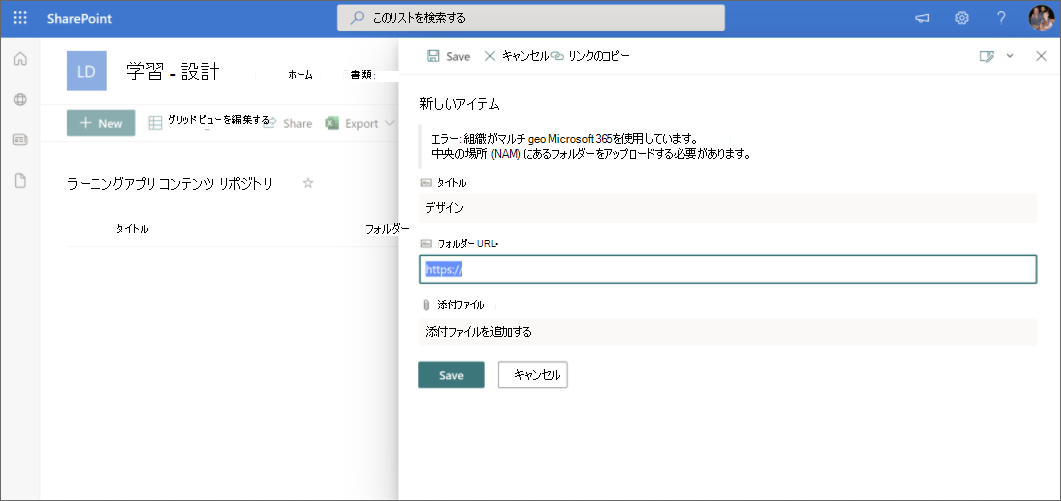 SharePoint
このリストを検索する
LD
学習 - 設計
ホーム
書類:
New
グリッド ビューを編集する
Share
Export
ラーニングアプリ コンテンツ リポジトリ
タイトル
フォルダー
Save
キャンセル
リンクのコピー
新しいアイテム
エラー: 組織がマルチ geo Microsoft 365を使用しています。
中央の場所 (NAM) にあるフォルダーをアップロードする必要があります。
タイトル
デザイン
フォルダー URL*
https://
添付ファイル
添付ファイルを追加する
Save
キャンセル